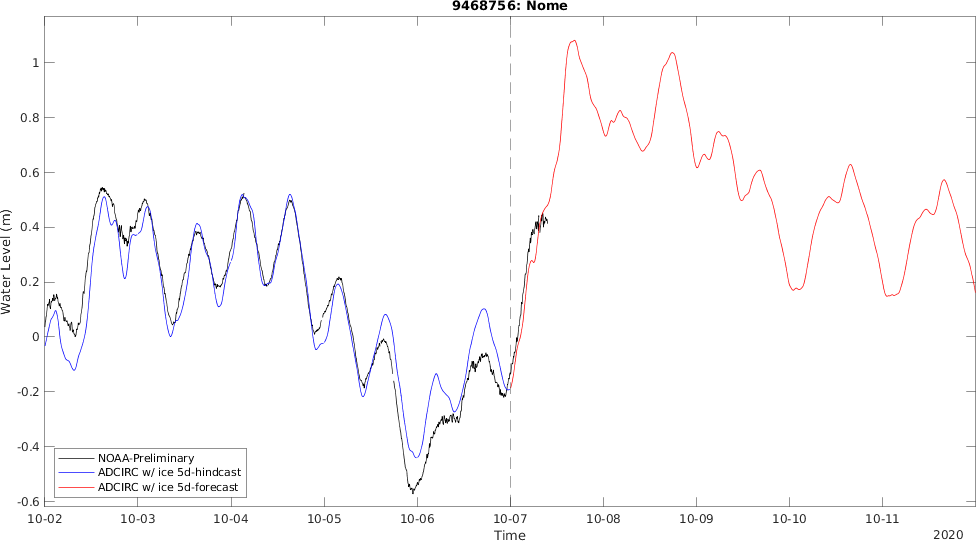 9468756: Nome
Water Level (m)
1
0.8
0.6
0.4
0.2
0
-0.2
-0.4
-0.6
NOAA-Preliminary
ADCIRC w/ ice 5d-hindcast
ADCIRC w/ ice 5d-forecast
10-02 10-03 10-04 10-05 10-06 10-07 10-08 10-09 10-10 10-11
Time
2020